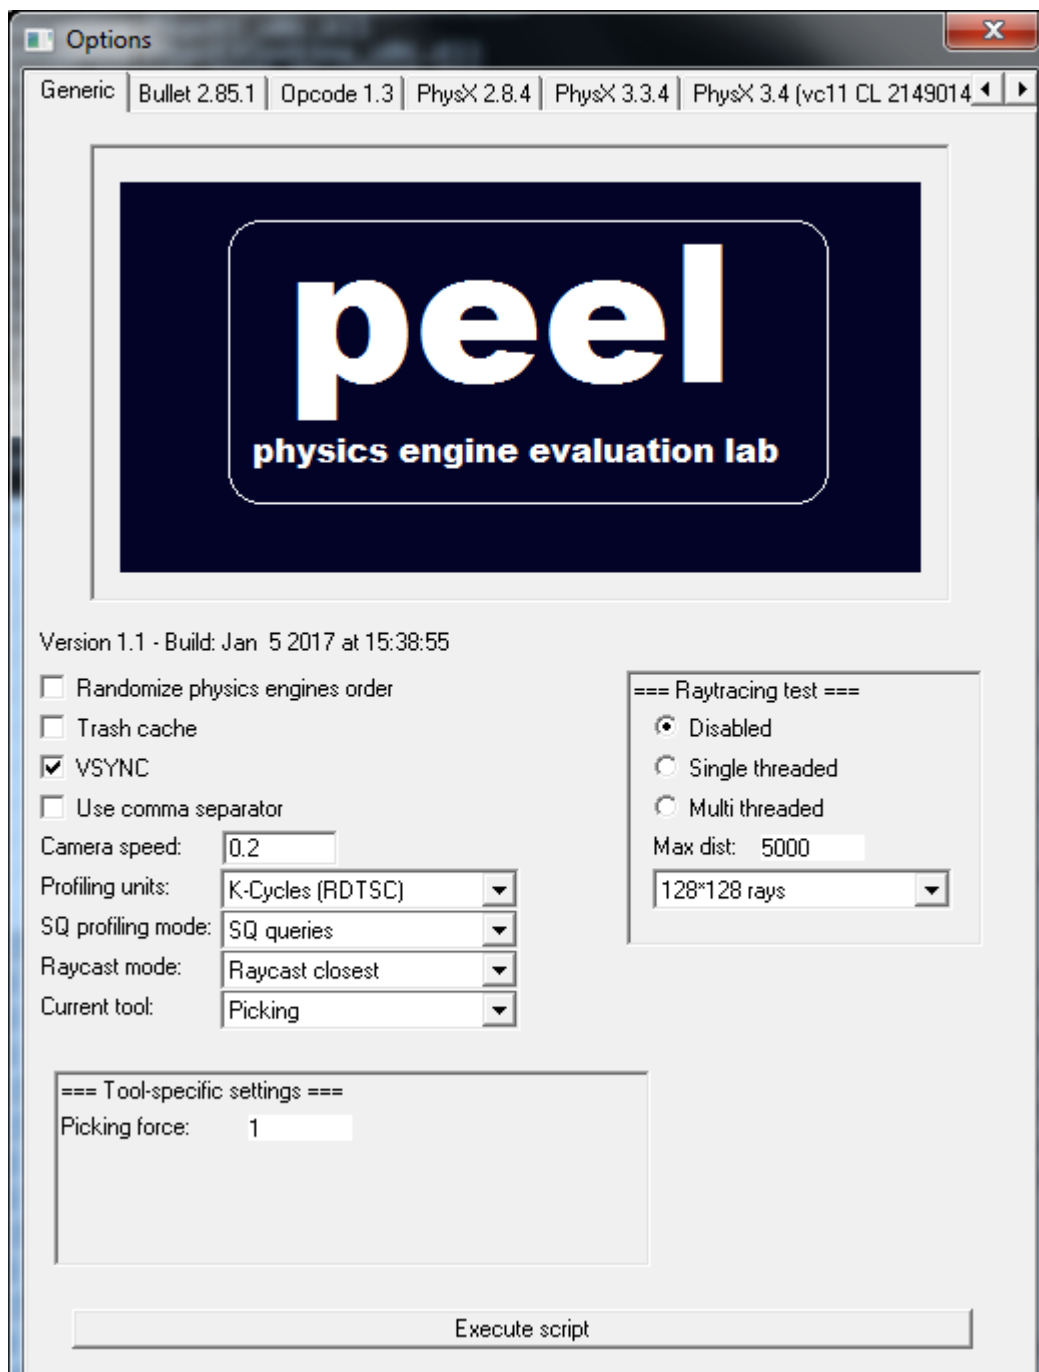 Options
Generic
Bullet 2.85.1
Opcode 1.3
PhysX 2.8.4
PhysX 3.3.4
PhysX 3.4 (vc11 CL 2149014
peel
physics engine evaluation lab
Version 1.1 - Build: Jan  5 2017 at 15:38:55
Randomize physics engines order
Trash cache
VSYNC
Use comma separator
Camera speed: 0.2
Profiling units: K-Cycles (RDTSC)
SQ profiling mode: SQ queries
Raycast mode: Raycast closest
Current tool: Picking
=== Raytracing test ===
Disabled
Single threaded
Multi threaded
Max dist: 5000
128*128 rays
=== Tool-specific settings ===
Picking force: 1
Execute script